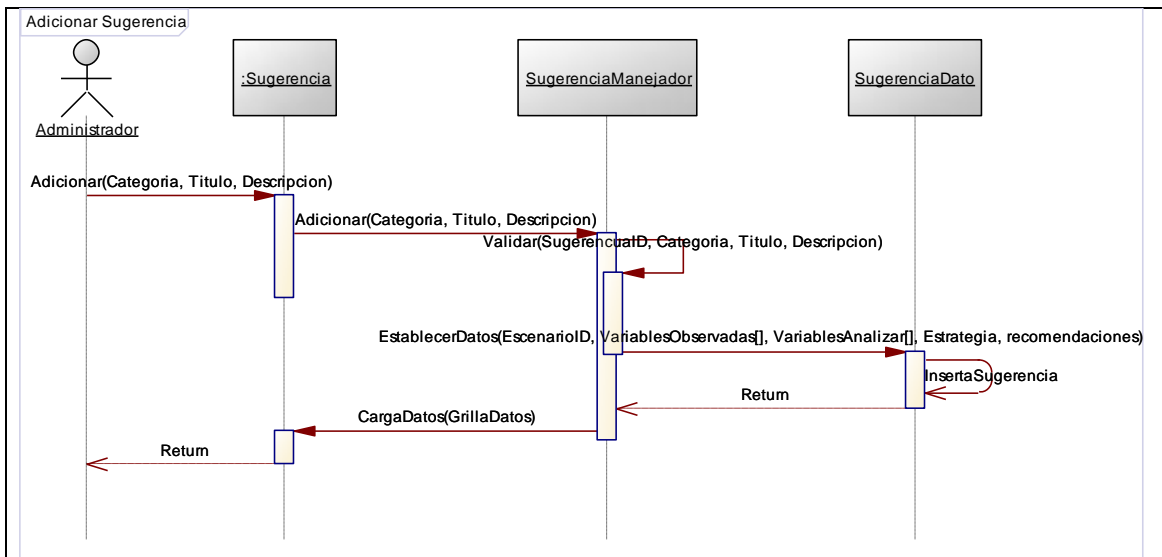 Adicionar Sugerencia
:Sugerencia
SugerenciaManejador
SugerenciaDato
Administrador
Adicionar(Categoria, Titulo, Descripcion)
Adicionar(Categoria, Titulo, Descripcion)
Validar(SugerencuaID, Categoria, Titulo, Descripcion)
EstablecerDatos(EscenarioID, VariablesObservadas[], VariablesAnalizar[], Estrategia, recomendaciones)
InsertaSugerencia
Return
CargaDatos(GrillaDatos)
Return